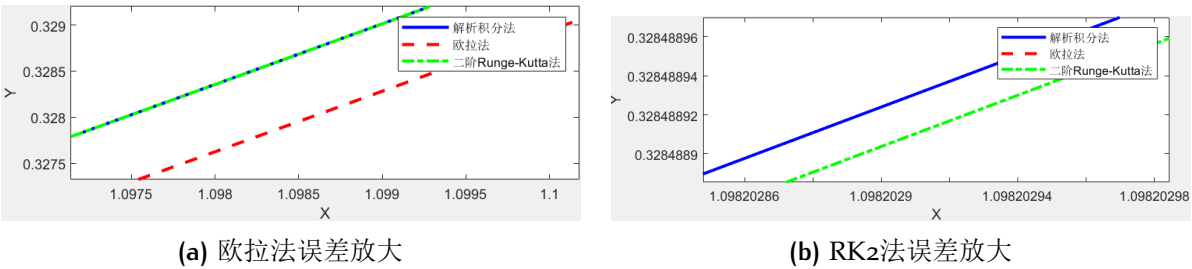 0.329
0.3285
0.328
0.3275
Y
解析积分法
欧拉法
二阶Runge-Kutta法
1.0975
1.098
1.0985
1.099
1.0995
1.1
X
(a) 欧拉法误差放大
0.32848896
0.32848894
0.32848892
0.3284889
Y
解析积分法
欧拉法
二阶Runge-Kutta法
1.09820286
1.0982029
1.09820294
1.09820298
X
(b) RK2法误差放大